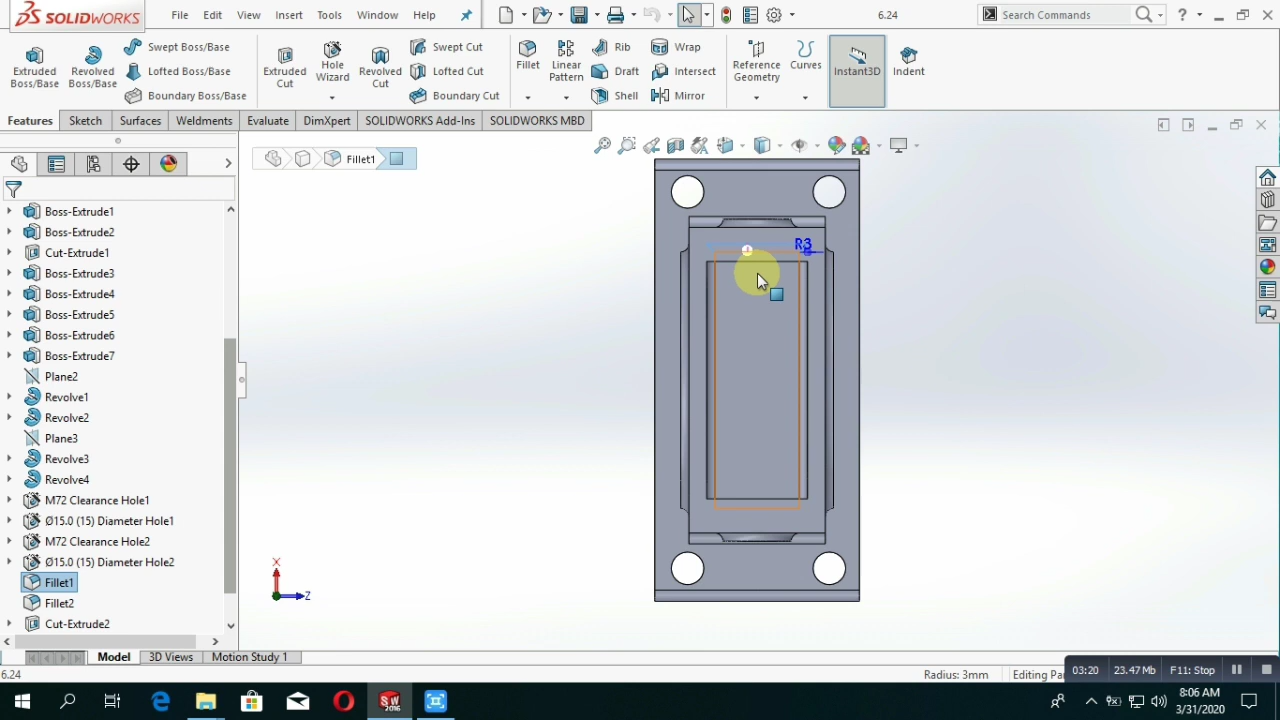 SOLIDWORKS File Edit View Insert Tools Window Help 6.24 Search Commands
Extruded Boss/Base
Revolved Boss/Base
Swept Boss/Base
Lofted Boss/Base
Boundary Boss/Base
Extruded Cut
Hole Wizard
Revolved Cut
Swept Cut
Lofted Cut
Boundary Cut
Fillet
Linear Pattern
Rib
Draft
Shell
Wrap
Intersect
Mirror
Reference Geometry
Curves
Instant3D
Indent
Features Sketch Surfaces Weldments Evaluate DimXpert SOLIDWORKS Add-Ins SOLIDWORKS MBD
Fillet1
Boss-Extrude1
Boss-Extrude2
Cut-Extrude1
Boss-Extrude3
Boss-Extrude4
Boss-Extrude5
Boss-Extrude6
Boss-Extrude7
Plane2
Revolve1
Revolve2
Plane3
Revolve3
Revolve4
M72 Clearance Hole1
Ø15.0 (15) Diameter Hole1
M72 Clearance Hole2
Ø15.0 (15) Diameter Hole2
Fillet1
Fillet2
Cut-Extrude2
R3
X
Z
Model 3D Views Motion Study 1
6.24 Radius: 3mm Editing Pa
03:20 23.47 Mb F11: Stop
SW 2016
8:06 AM
3/31/2020